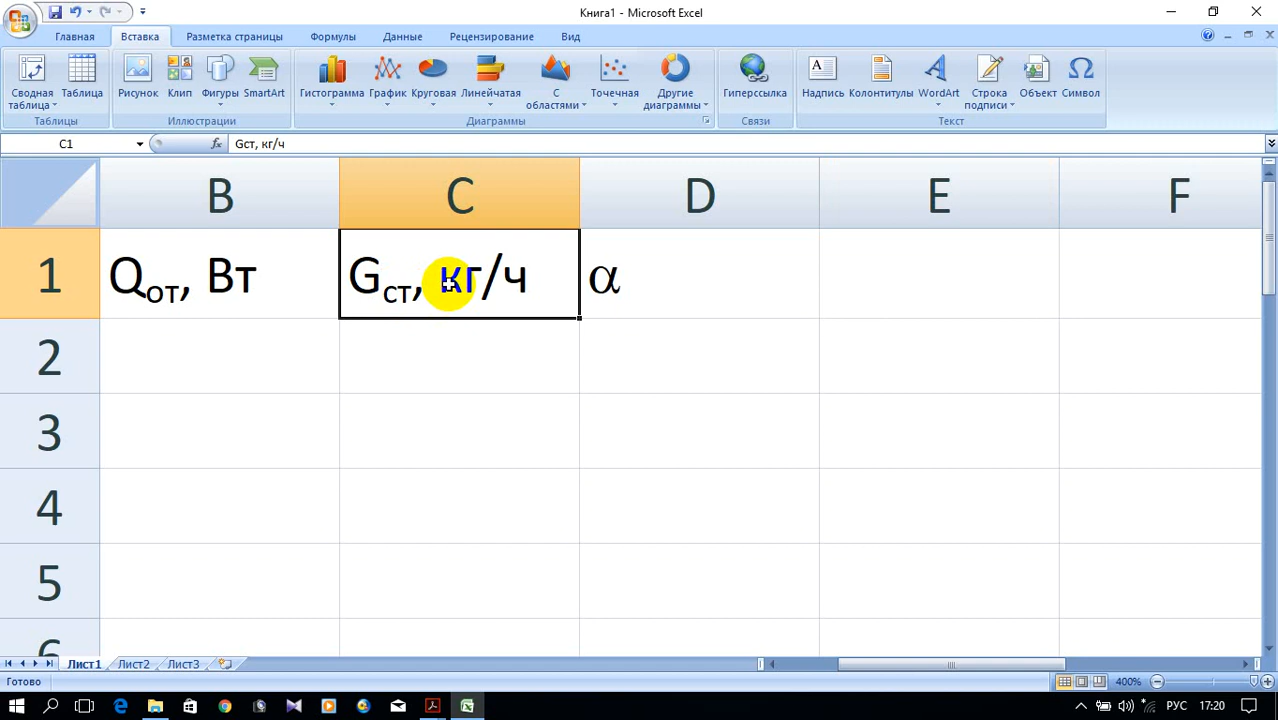 Книга1 - Microsoft Excel
Главная Вставка Разметка страницы Формулы Данные Рецензирование Вид
Сводная таблица Таблица Рисунок Клип Фигуры SmartArt Гистограмма График Круговая Линейчатая С областями Точечная Другие диаграммы Гиперссылка Надпись Колонтитулы WordArt Строка подписи Объект Символ
Таблицы Иллюстрации Диаграммы Связи Текст
C1 fx Gст, кг/ч
B C D E F
1 Qот, Вт Gст, кг/ч α
2
3
4
5
6
Лист1 Лист2 Лист3
Готово 400%
РУС 17:20